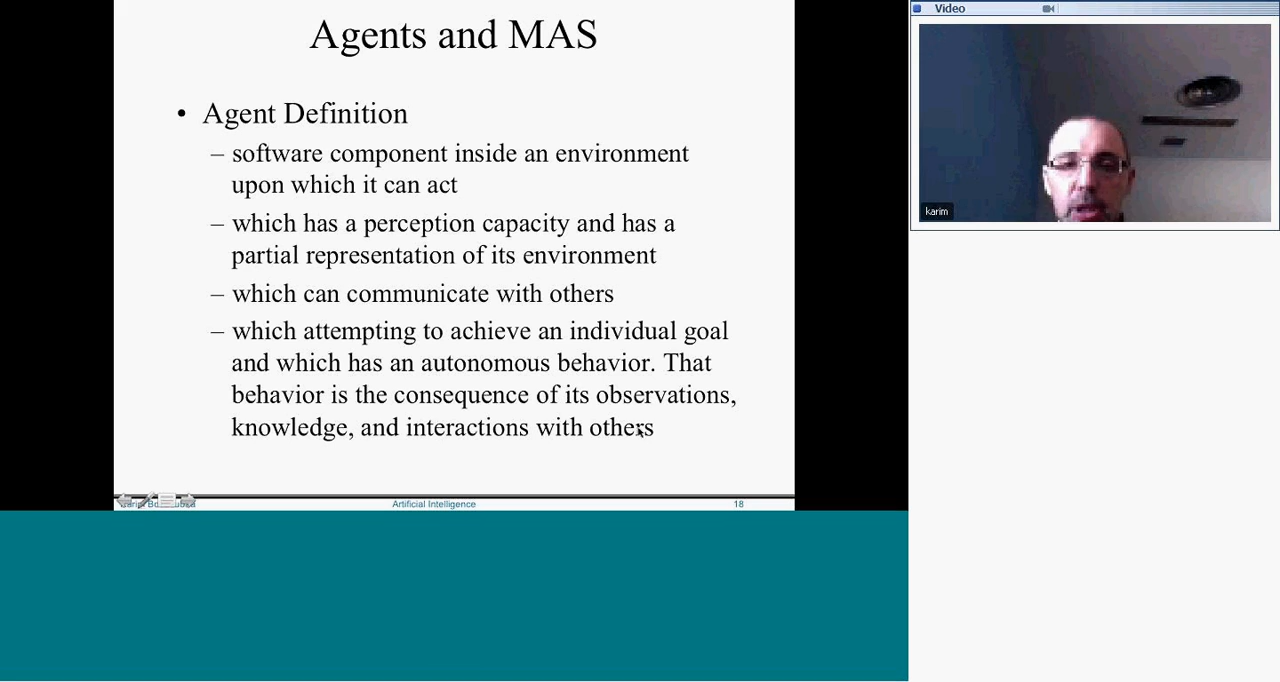 Agents and MAS
• Agent Definition
– software component inside an environment
upon which it can act
– which has a perception capacity and has a
partial representation of its environment
– which can communicate with others
– which attempting to achieve an individual goal
and which has an autonomous behavior. That
behavior is the consequence of its observations,
knowledge, and interactions with others
Artificial Intelligence
18
Video
karim